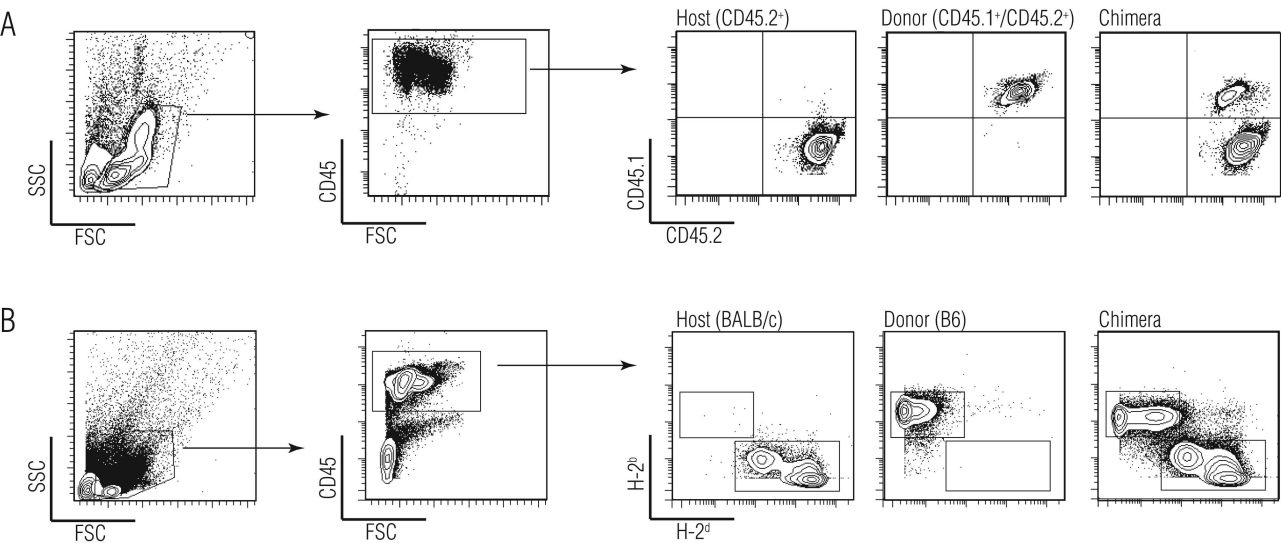 A
Host (CD45.2⁺)
Donor (CD45.1⁺/CD45.2⁺)
Chimera
SSC
FSC
CD45
FSC
CD45.1
CD45.2
B
Host (BALB/c)
Donor (B6)
Chimera
SSC
FSC
CD45
FSC
H-2ᵇ
H-2ᵈ